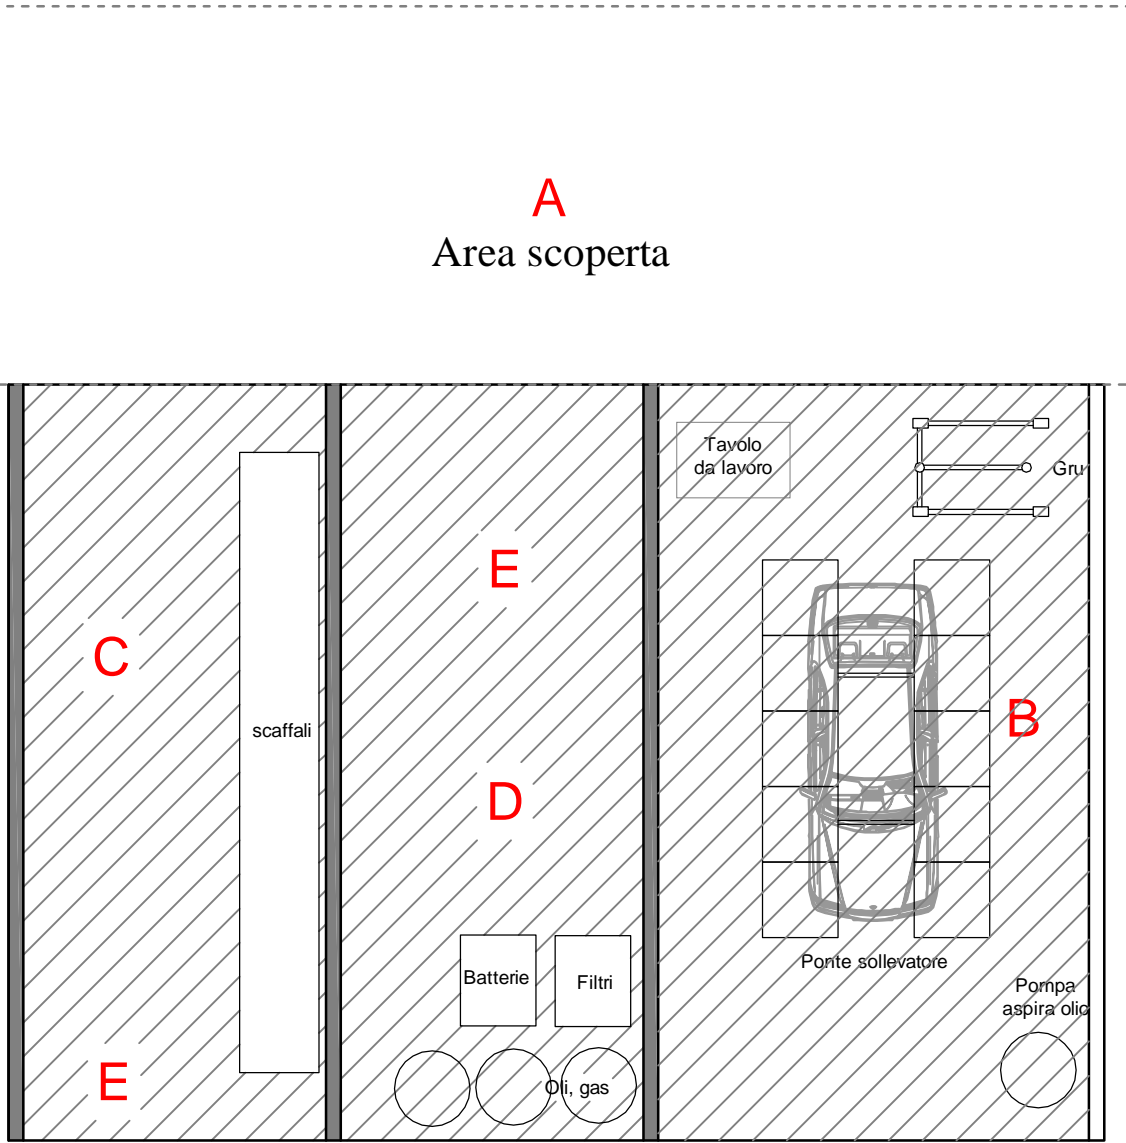 A
Area scoperta
Tavolo
da lavoro
Gru
E
C
B
scaffali
D
Ponte sollevatore
Batterie
Filtri
Pompa
aspira olio
E
Oli, gas